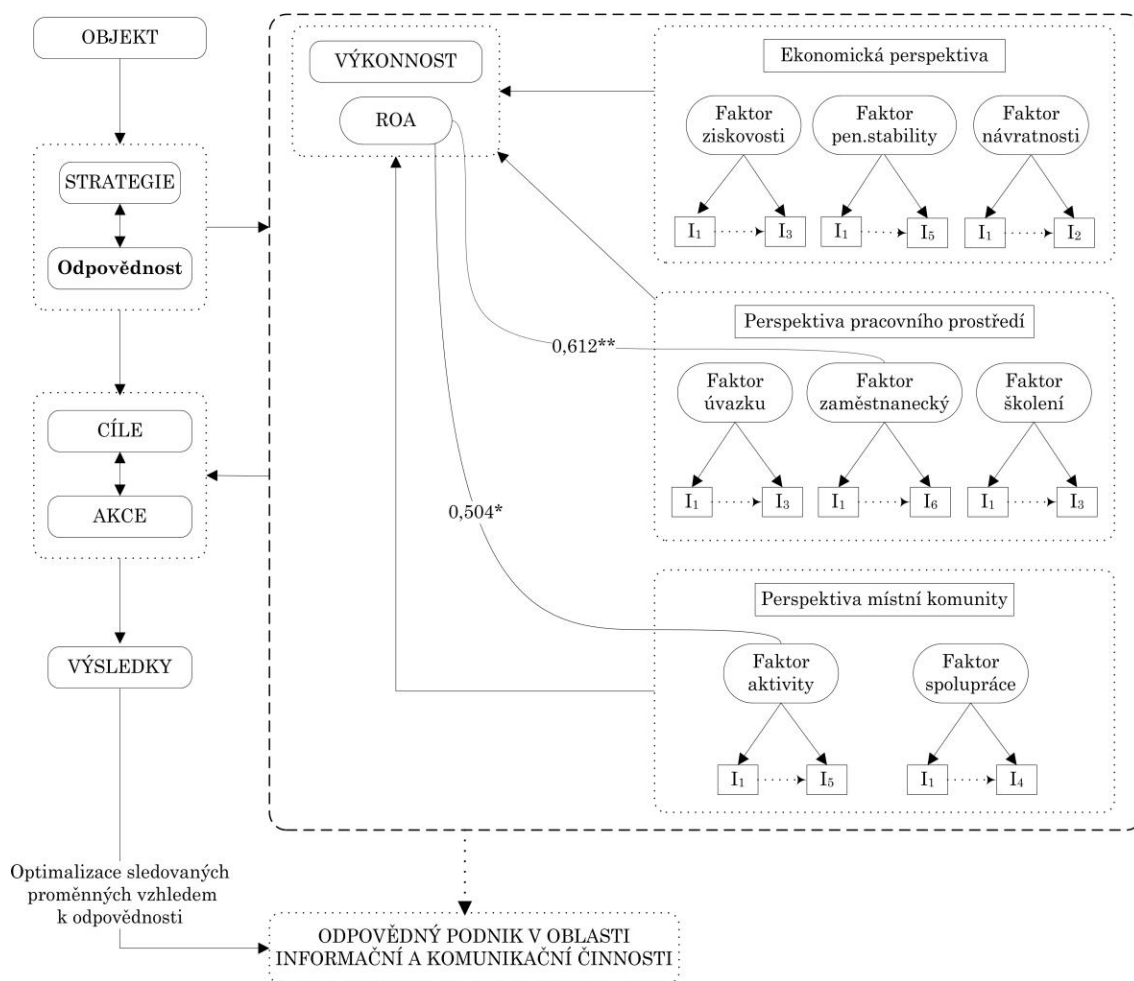 OBJEKT
STRATEGIE
Odpovědnost
CÍLE
AKCE
VÝSLEDKY
Optimalizace sledovaných
proměnných vzhledem
k odpovědnosti
VÝKONNOST
ROA
0,612**
0,504*
Ekonomická perspektiva
Faktor
ziskovosti
Faktor
pen.stability
Faktor
návratnosti
I₁ I₃ I₁ I₅ I₁ I₂
Perspektiva pracovního prostředí
Faktor
úvazku
Faktor
zaměstnanecký
Faktor
školení
I₁ I₃ I₁ I₆ I₁ I₃
Perspektiva místní komunity
Faktor
aktivity
Faktor
spolupráce
I₁ I₅ I₁ I₄
ODPOVĚDNÝ PODNIK V OBLASTI
INFORMAČNÍ A KOMUNIKAČNÍ ČINNOSTI